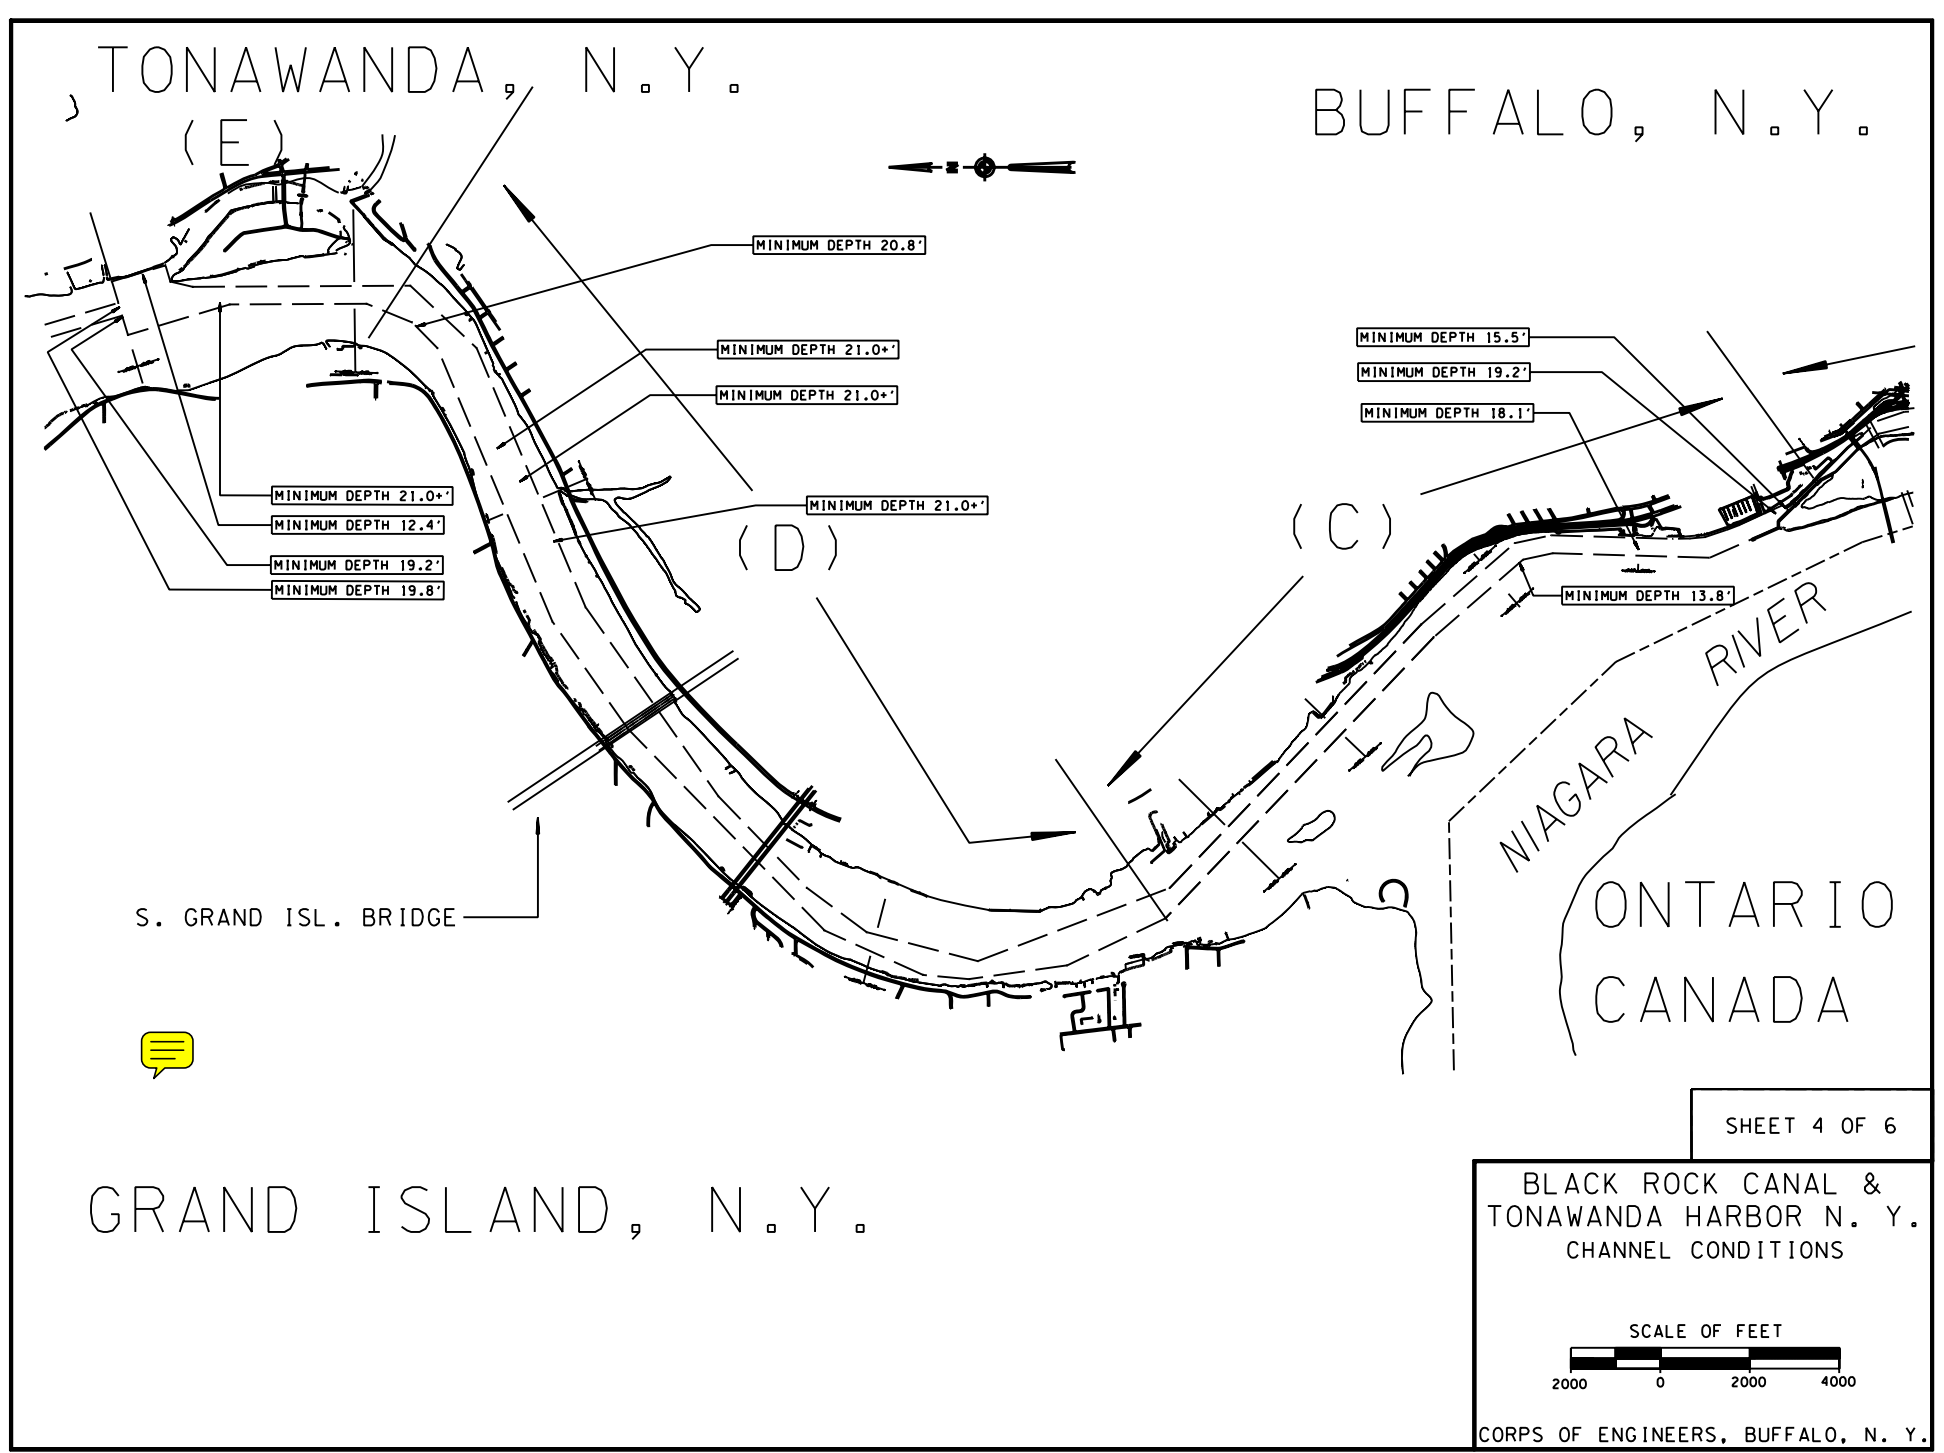 TONAWANDA, N.Y.
BUFFALO, N.Y.
(E)
N
MINIMUM DEPTH 20.8'
MINIMUM DEPTH 21.0+'
MINIMUM DEPTH 21.0+'
MINIMUM DEPTH 15.5'
MINIMUM DEPTH 19.2'
MINIMUM DEPTH 18.1'
MINIMUM DEPTH 21.0+'
MINIMUM DEPTH 12.4'
MINIMUM DEPTH 19.2'
MINIMUM DEPTH 19.8'
MINIMUM DEPTH 21.0+'
(D)
(C)
MINIMUM DEPTH 13.8'
NIAGARA RIVER
S. GRAND ISL. BRIDGE
ONTARIO
CANADA
GRAND ISLAND, N.Y.
SHEET 4 OF 6
BLACK ROCK CANAL &
TONAWANDA HARBOR N. Y.
CHANNEL CONDITIONS
SCALE OF FEET
2000 0 2000 4000
CORPS OF ENGINEERS, BUFFALO, N. Y.